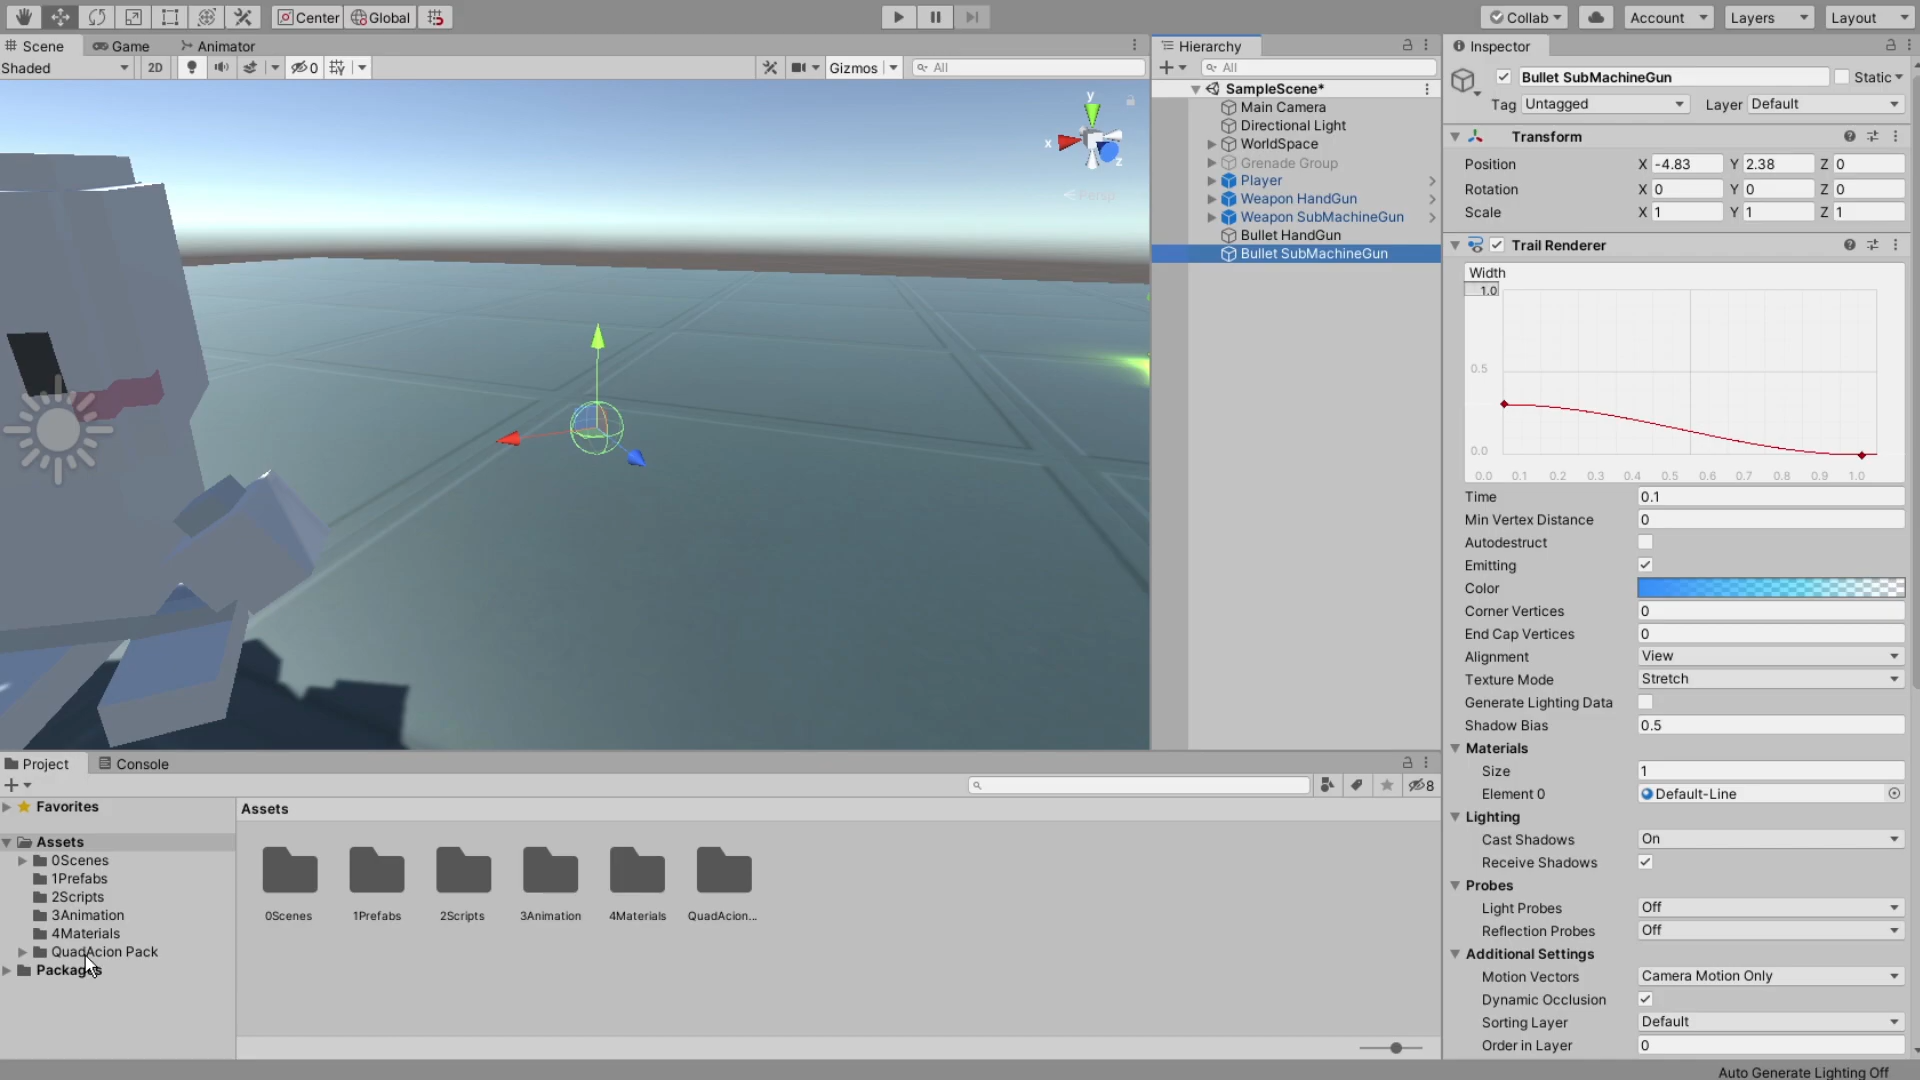 Center Global Collab Account Layers Layout
Scene Game Animator
Shaded 2D 0 Gizmos All
y
x z
Persp
Hierarchy
All
SampleScene*
Main Camera
Directional Light
WorldSpace
Grenade Group
Player
Weapon HandGun
Weapon SubMachineGun
Bullet HandGun
Bullet SubMachineGun
Inspector
Bullet SubMachineGun Static
Tag Untagged Layer Default
Transform
Position X -4.83 Y 2.38 Z 0
Rotation X 0 Y 0 Z 0
Scale X 1 Y 1 Z 1
Trail Renderer
Width
1.0
0.5
0.0
0.0 0.1 0.2 0.3 0.4 0.5 0.6 0.7 0.8 0.9 1.0
Time 0.1
Min Vertex Distance 0
Autodestruct
Emitting
Color
Corner Vertices 0
End Cap Vertices 0
Alignment View
Texture Mode Stretch
Generate Lighting Data
Shadow Bias 0.5
Materials
Size 1
Element 0 Default-Line
Lighting
Cast Shadows On
Receive Shadows
Probes
Light Probes Off
Reflection Probes Off
Additional Settings
Motion Vectors Camera Motion Only
Dynamic Occlusion
Sorting Layer Default
Order in Layer 0
Project Console
8
Favorites
Assets
0Scenes
1Prefabs
2Scripts
3Animation
4Materials
QuadAcion Pack
Packages
Assets
0Scenes 1Prefabs 2Scripts 3Animation 4Materials QuadAcion...
Auto Generate Lighting Off